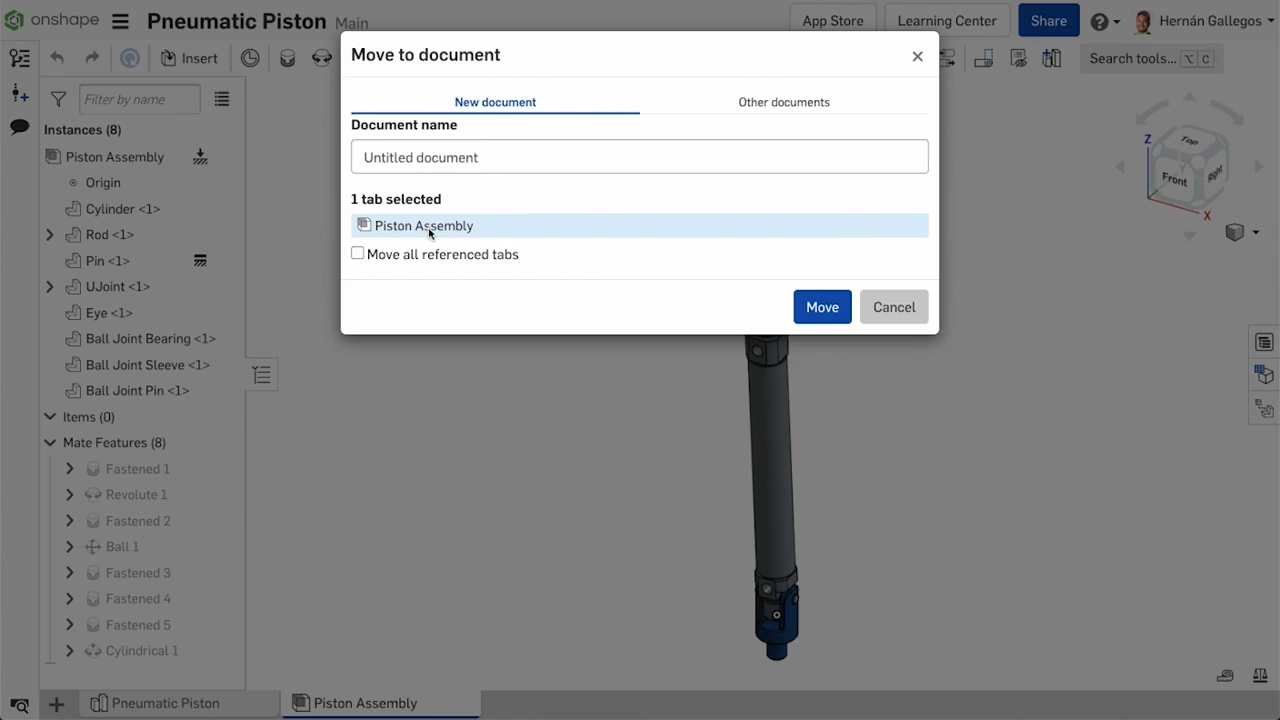 onshape
Pneumatic Piston Main
App Store
Learning Center
Share
Hernán Gallegos
Insert
Search tools... ⌥ C
Move to document
New document
Other documents
Document name
Untitled document
1 tab selected
Piston Assembly
Move all referenced tabs
Move
Cancel
Filter by name
Instances (8)
Piston Assembly
Origin
Cylinder <1>
Rod <1>
Pin <1>
UJoint <1>
Eye <1>
Ball Joint Bearing <1>
Ball Joint Sleeve <1>
Ball Joint Pin <1>
Items (0)
Mate Features (8)
Fastened 1
Revolute 1
Fastened 2
Ball 1
Fastened 3
Fastened 4
Fastened 5
Cylindrical 1
Z
Top
Y
Front
Right
X
Pneumatic Piston
Piston Assembly